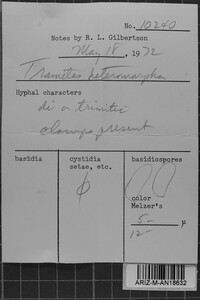 No. 10240
Notes by R. L. Gilbertson
May 18, 1972
Trametes heteromorpha
Hyphal characters
di or trimitic
clamps present
basidia
cystidia
setae, etc.
basidiospores
color
Melzer's
5-
μ
12-
ARIZ-M-AN18632